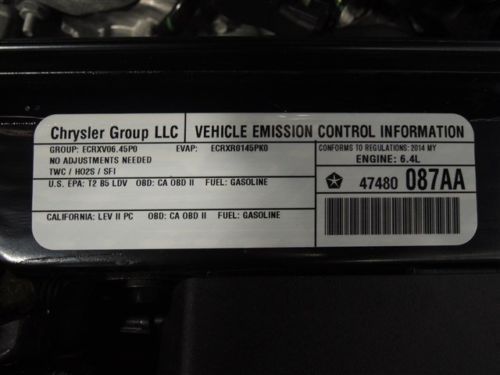 Chrysler Group LLC VEHICLE EMISSION CONTROL INFORMATION
GROUP: ECRXV06.45P0 EVAP: ECRXR0145PK0 CONFORMS TO REGULATIONS: 2014 MY
NO ADJUSTMENTS NEEDED ENGINE: 6.4L
TWC / HO2S / SFI
U.S. EPA: T2 B5 LDV OBD: CA OBD II FUEL: GASOLINE 47480 087AA
CALIFORNIA: LEV II PC OBD: CA OBD II FUEL: GASOLINE